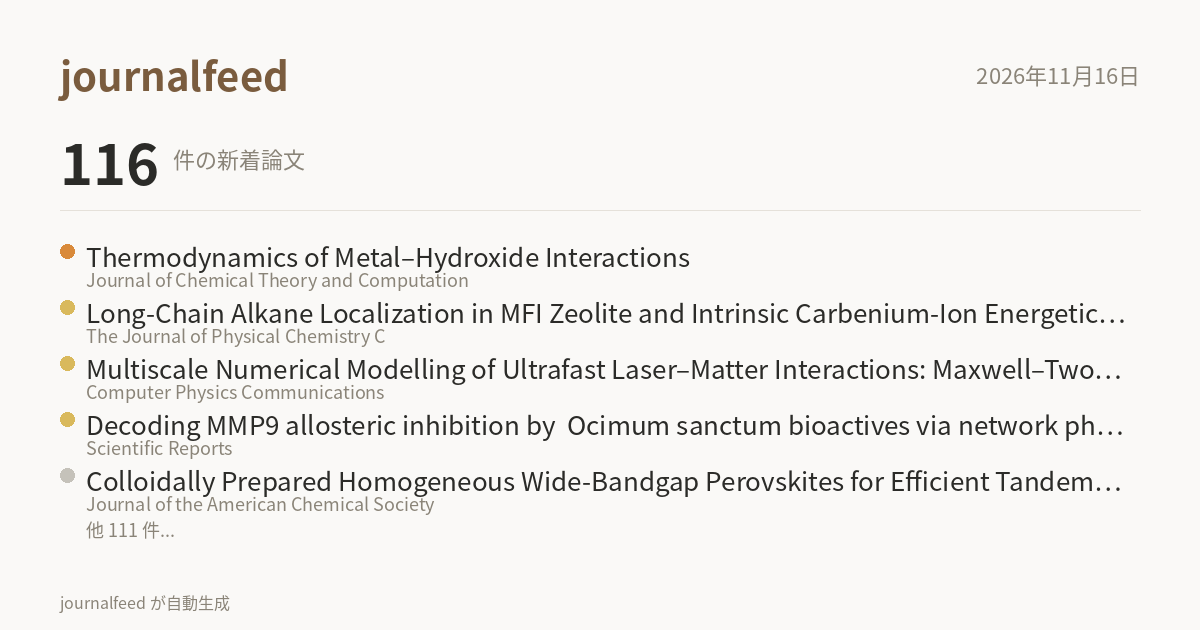 journalfeed
2026年11月16日
116 件の新着論文
Thermodynamics of Metal–Hydroxide Interactions
Journal of Chemical Theory and Computation
Long-Chain Alkane Localization in MFI Zeolite and Intrinsic Carbenium-Ion Energetic…
The Journal of Physical Chemistry C
Multiscale Numerical Modelling of Ultrafast Laser–Matter Interactions: Maxwell–Two…
Computer Physics Communications
Decoding MMP9 allosteric inhibition by  Ocimum sanctum bioactives via network ph…
Scientific Reports
Colloidally Prepared Homogeneous Wide-Bandgap Perovskites for Efficient Tandem…
Journal of the American Chemical Society
他 111 件...
journalfeed が自動生成